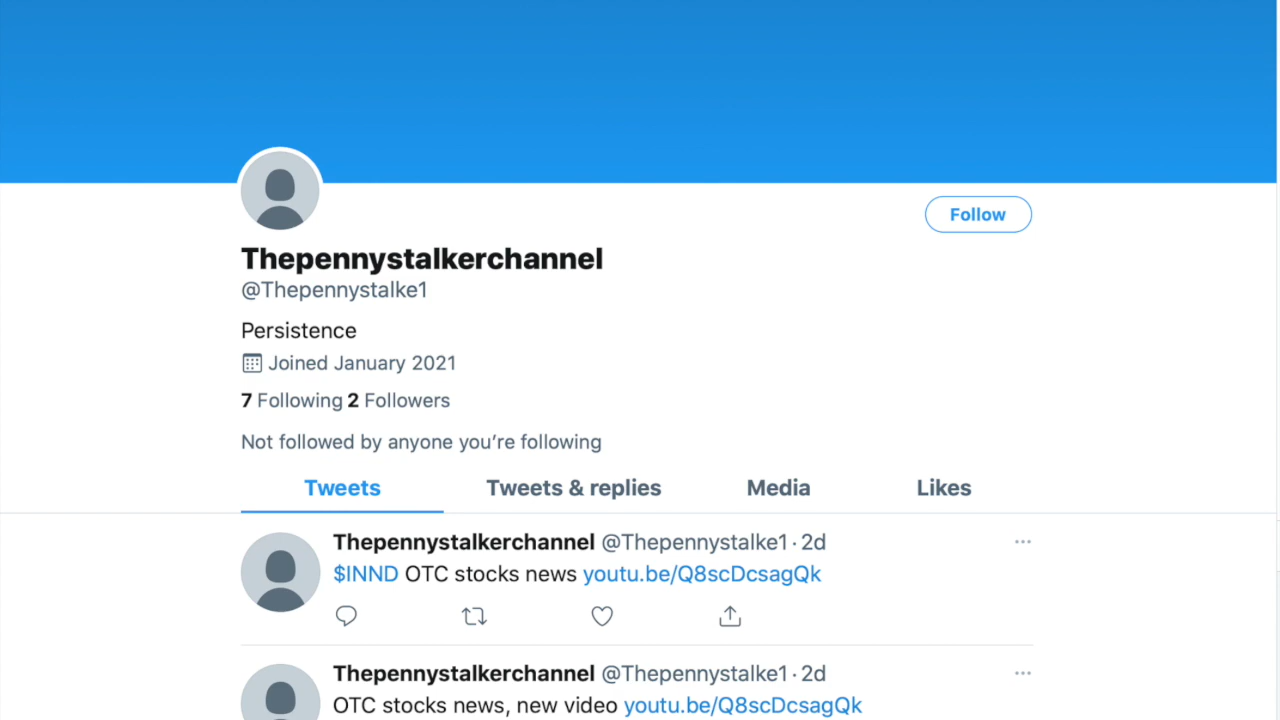 Follow
Thepennystalkerchannel
@Thepennystalke1
Persistence
Joined January 2021
7 Following 2 Followers
Not followed by anyone you’re following
Tweets Tweets & replies Media Likes
Thepennystalkerchannel @Thepennystalke1 · 2d
$INND OTC stocks news youtu.be/Q8scDcsagQk
Thepennystalkerchannel @Thepennystalke1 · 2d
OTC stocks news, new video youtu.be/Q8scDcsagQk